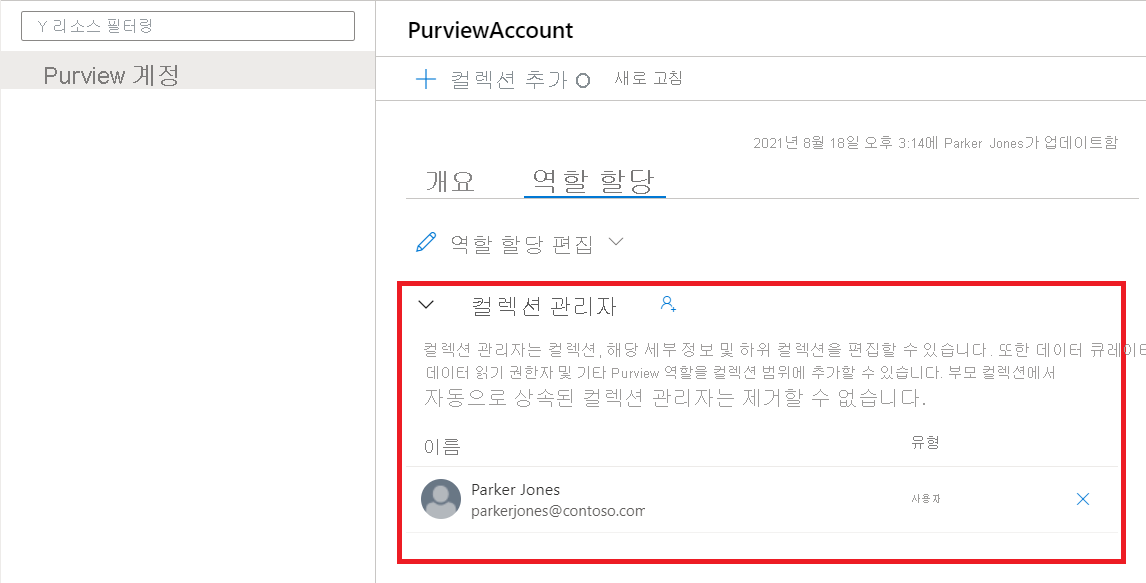 Y 리소스 필터링
Purview 계정
PurviewAccount
컬렉션 추가 O 새로 고침
2021년 8월 18일 오후 3:14에 Parker Jones가 업데이트함
개요 역할 할당
역할 할당 편집
컬렉션 관리자
컬렉션 관리자는 컬렉션, 해당 세부 정보 및 하위 컬렉션을 편집할 수 있습니다. 또한 데이터 큐레이터
데이터 읽기 권한자 및 기타 Purview 역할을 컬렉션 범위에 추가할 수 있습니다. 부모 컬렉션에서
자동으로 상속된 컬렉션 관리자는 제거할 수 없습니다.
이름 유형
Parker Jones 사용자
parkerjones@contoso.com